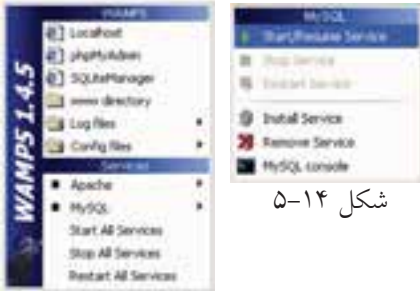 WAMP5
Localhost
phpMyAdmin
SQLiteManager
www directory
Log files
Config files
Services
Apache
MySQL
Start All Services
Stop All Services
Restart All Services
WAMP5 1.4.5
MySQL
Start/Resume Service
Stop Service
Restart Service
Install Service
Remove Service
MySQL console
شکل ۱۴-۵